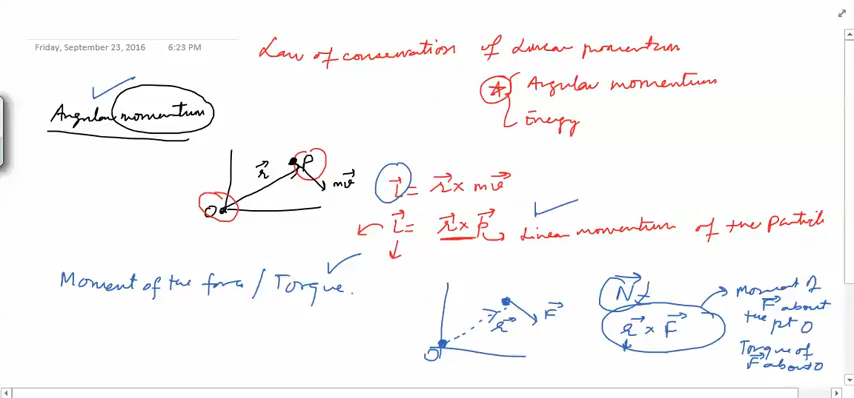 Friday, September 23, 2016 6:23 PM
Law of conservation of Linear momentum
Angular momentum
Energy
Angular momentum
r⃗
P
mv⃗
O
L⃗ = r⃗ × mv⃗
L⃗ = r⃗ × P⃗ Linear momentum of the Particle
Moment of the force / Torque.
F⃗
r⃗
O
N⃗
r⃗ × F⃗
Moment of
F⃗ about
the pt O
Torque of
F⃗ about O